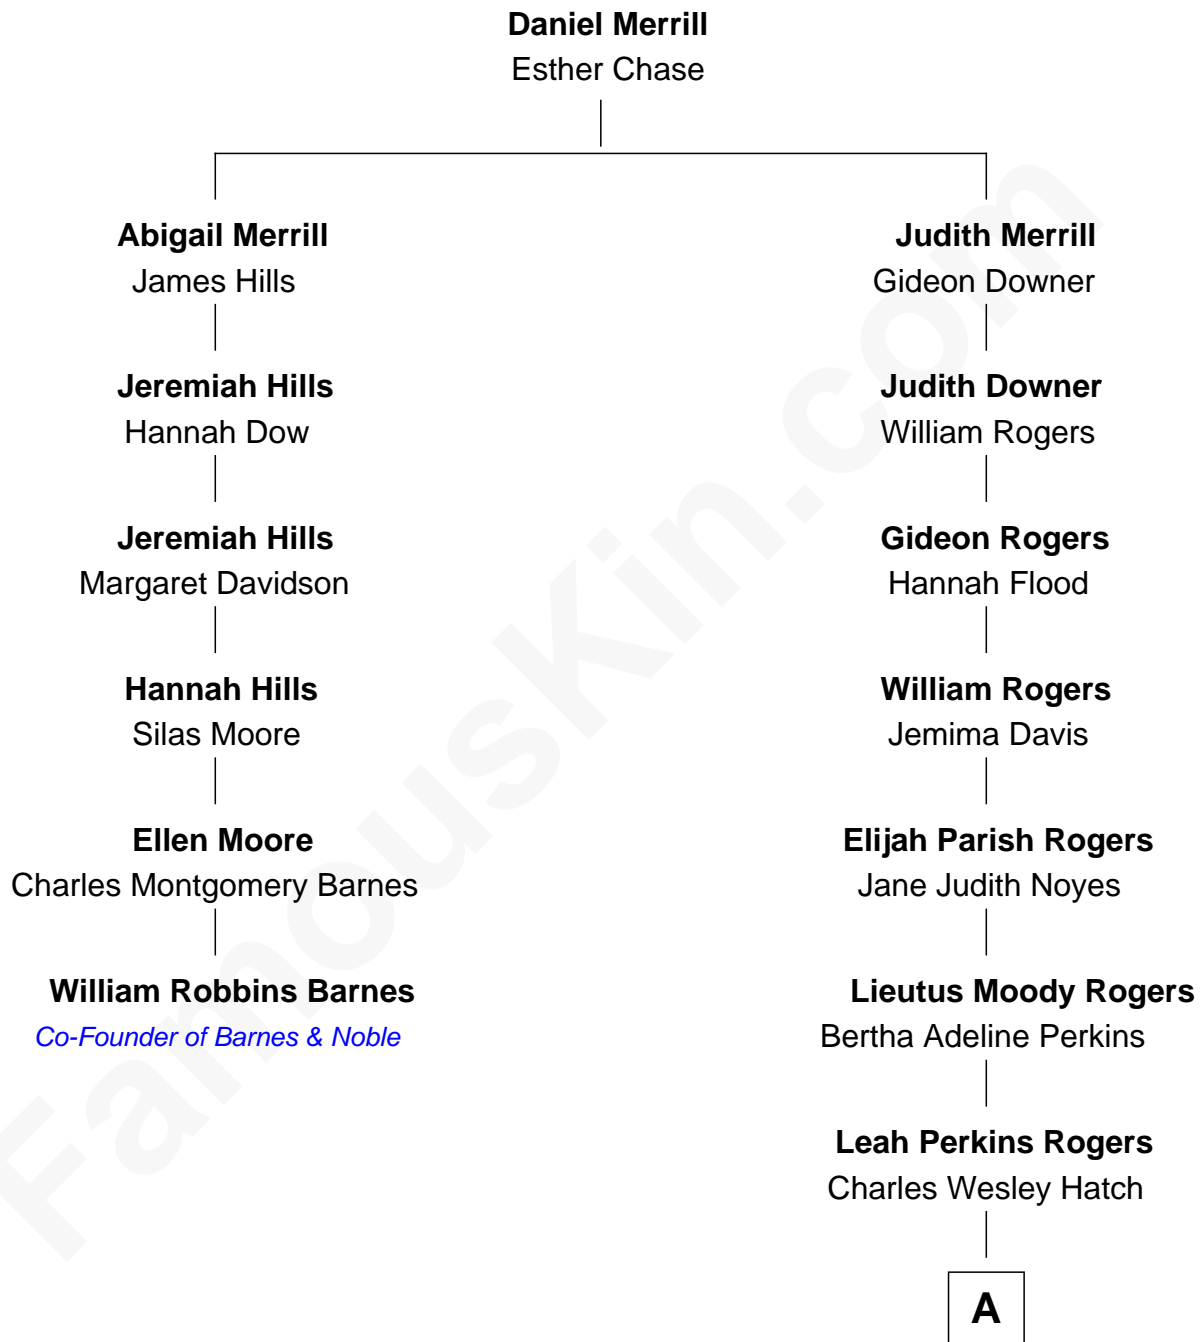 Daniel Merrill
Esther Chase
Abigail Merrill
James Hills
Jeremiah Hills
Hannah Dow
Jeremiah Hills
Margaret Davidson
Hannah Hills
Silas Moore
Ellen Moore
Charles Montgomery Barnes
William Robbins Barnes
Co-Founder of Barnes & Noble
Judith Merrill
Gideon Downer
Judith Downer
William Rogers
Gideon Rogers
Hannah Flood
William Rogers
Jemima Davis
Elijah Parish Rogers
Jane Judith Noyes
Lieutus Moody Rogers
Bertha Adeline Perkins
Leah Perkins Rogers
Charles Wesley Hatch
A
FamousKin.com